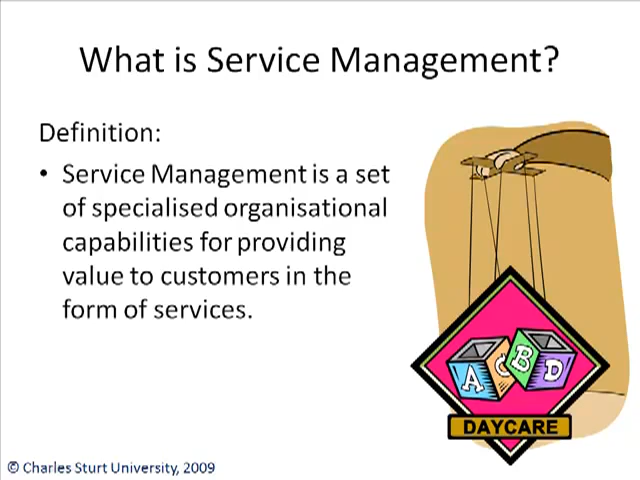 What is Service Management?
Definition:
• Service Management is a set
of specialised organisational
capabilities for providing
value to customers in the
form of services.
A C B D
DAYCARE
© Charles Sturt University, 2009